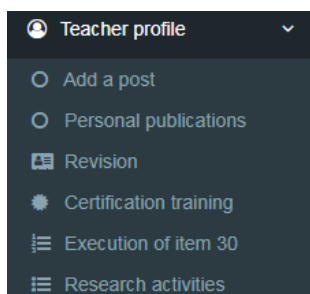 Teacher profile
Add a post
Personal publications
Revision
Certification training
Execution of item 30
Research activities